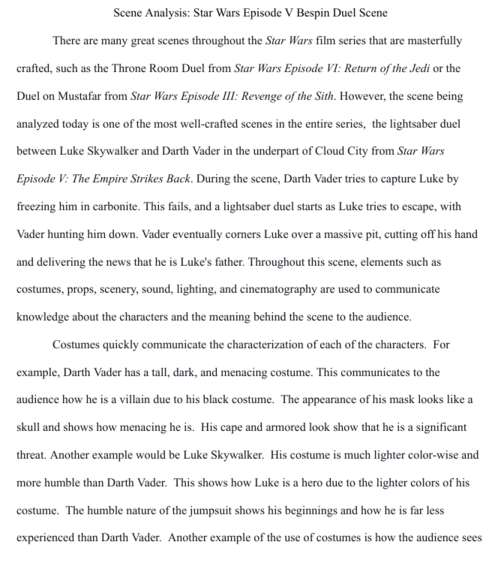 Scene Analysis: Star Wars Episode V Bespin Duel Scene
There are many great scenes throughout the Star Wars film series that are masterfully
crafted, such as the Throne Room Duel from Star Wars Episode VI: Return of the Jedi or the
Duel on Mustafar from Star Wars Episode III: Revenge of the Sith. However, the scene being
analyzed today is one of the most well-crafted scenes in the entire series,  the lightsaber duel
between Luke Skywalker and Darth Vader in the underpart of Cloud City from Star Wars
Episode V: The Empire Strikes Back. During the scene, Darth Vader tries to capture Luke by
freezing him in carbonite. This fails, and a lightsaber duel starts as Luke tries to escape, with
Vader hunting him down. Vader eventually corners Luke over a massive pit, cutting off his hand
and delivering the news that he is Luke's father. Throughout this scene, elements such as
costumes, props, scenery, sound, lighting, and cinematography are used to communicate
knowledge about the characters and the meaning behind the scene to the audience.
Costumes quickly communicate the characterization of each of the characters.  For
example, Darth Vader has a tall, dark, and menacing costume. This communicates to the
audience how he is a villain due to his black costume.  The appearance of his mask looks like a
skull and shows how menacing he is.  His cape and armored look show that he is a significant
threat. Another example would be Luke Skywalker.  His costume is much lighter color-wise and
more humble than Darth Vader.  This shows how Luke is a hero due to the lighter colors of his
costume.  The humble nature of the jumpsuit shows his beginnings and how he is far less
experienced than Darth Vader.  Another example of the use of costumes is how the audience sees